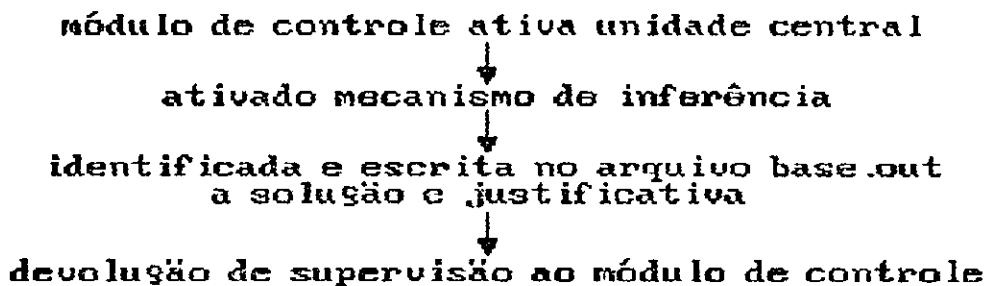 módulo de controle ativa unidade central
ativado mecanismo de inferência
identificada e escrita no arquivo base.out
a solução e justificativa
devolução de supervisão ao módulo de controle